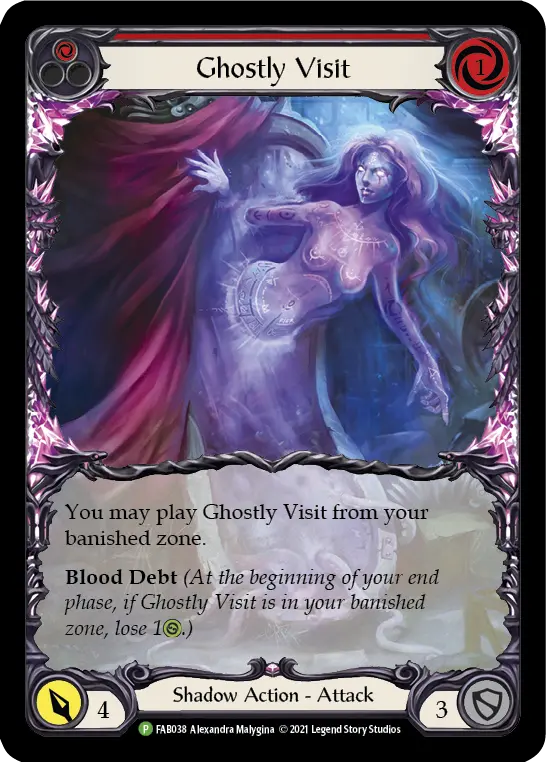 Ghostly Visit
1
You may play Ghostly Visit from your
banished zone.
Blood Debt (At the beginning of your end
phase, if Ghostly Visit is in your banished
zone, lose 1.)
4
Shadow Action - Attack
3
P FAB038 Alexandra Malygina © 2021 Legend Story Studios